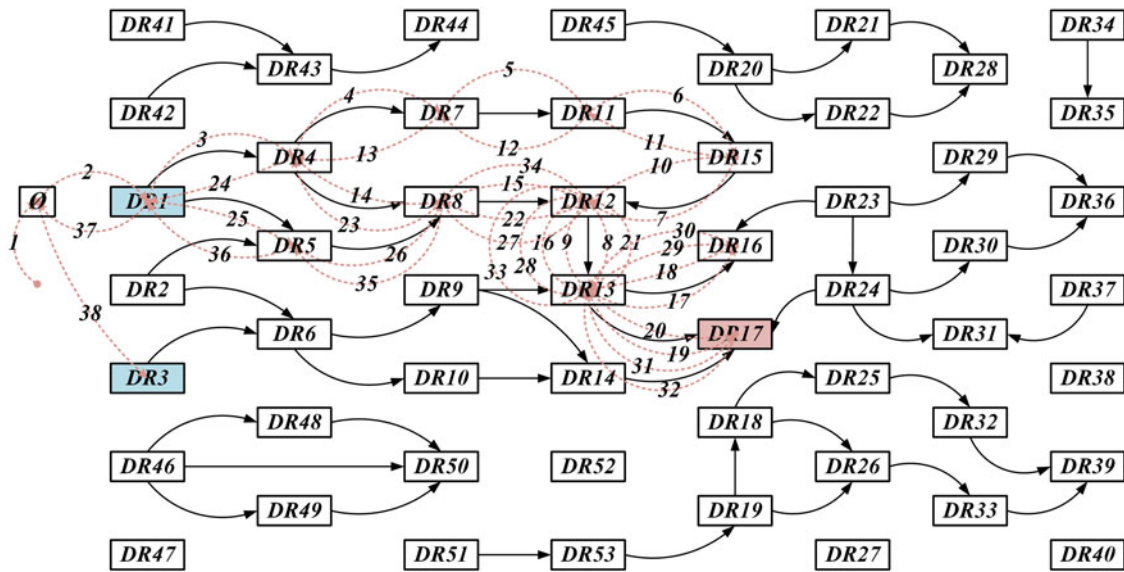 DR41 DR44 DR45 DR21 DR34
DR43 DR20 DR28
5
DR42 4 DR7 DR11 6 DR22 DR35
3 13 12 11
2 DR4 34 10 DR15 DR29
24 14 15
Ø DR1 DR8 DR12 DR23 DR36
37 25 23 22 7
1 36 DR5 26 27 16 9 8 21 30 29 DR16 DR30
35 33 28 18
DR2 DR9 DR13 17 DR24 DR37
38 DR6 20 DR17 DR31
19
31
DR3 DR10 DR14 32 DR25 DR38
DR48 DR18 DR32
DR46 DR50 DR52 DR26 DR39
DR49 DR19 DR33
DR47 DR51 DR53 DR27 DR40